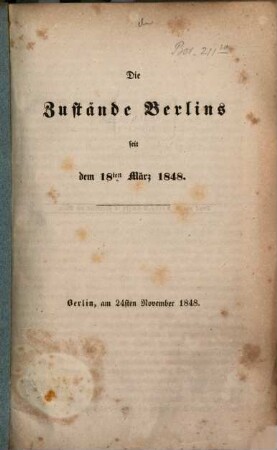 Die
Zustände Berlins
seit
dem 18ten März 1848.
Berlin, am 24sten November 1848.